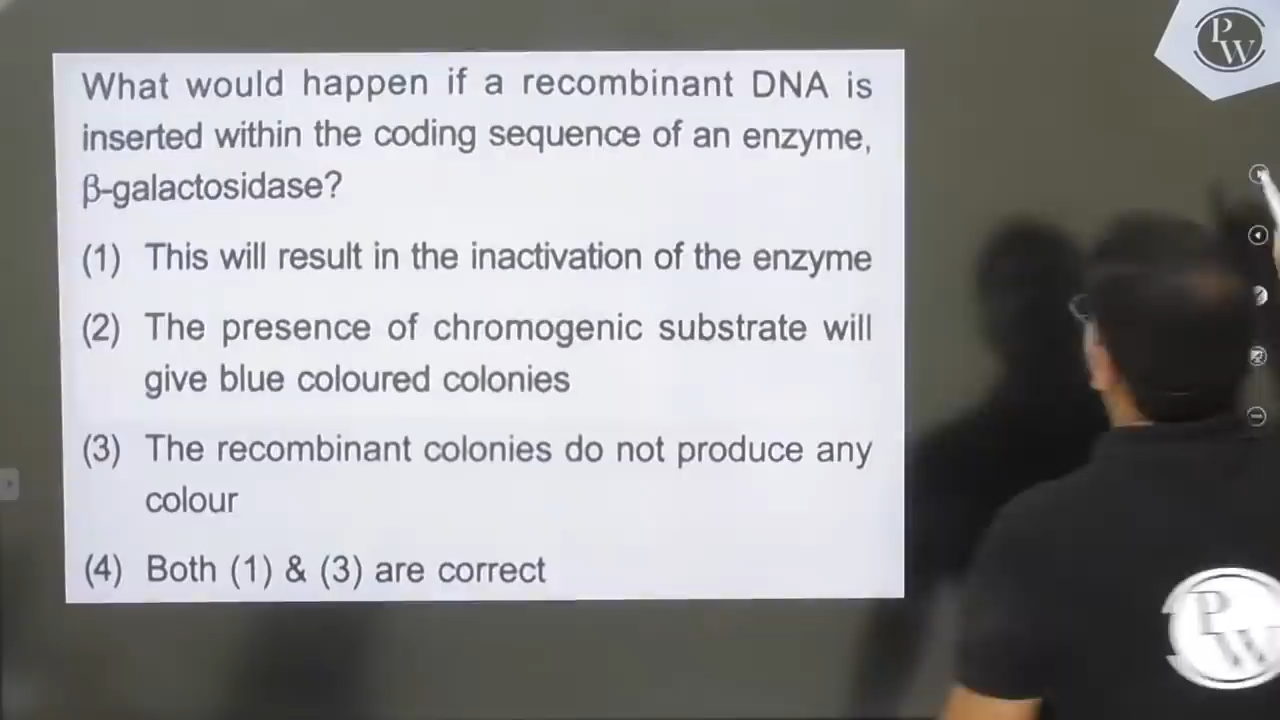 PW
What would happen if a recombinant DNA is
inserted within the coding sequence of an enzyme,
β-galactosidase?
(1) This will result in the inactivation of the enzyme
(2) The presence of chromogenic substrate will
give blue coloured colonies
(3) The recombinant colonies do not produce any
colour
(4) Both (1) & (3) are correct
PW